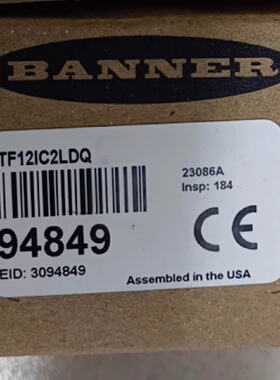 BANNER
TF12IC2LDQ
23086A
Insp: 184
94849
EID: 3094849
CE
Assembled in the USA